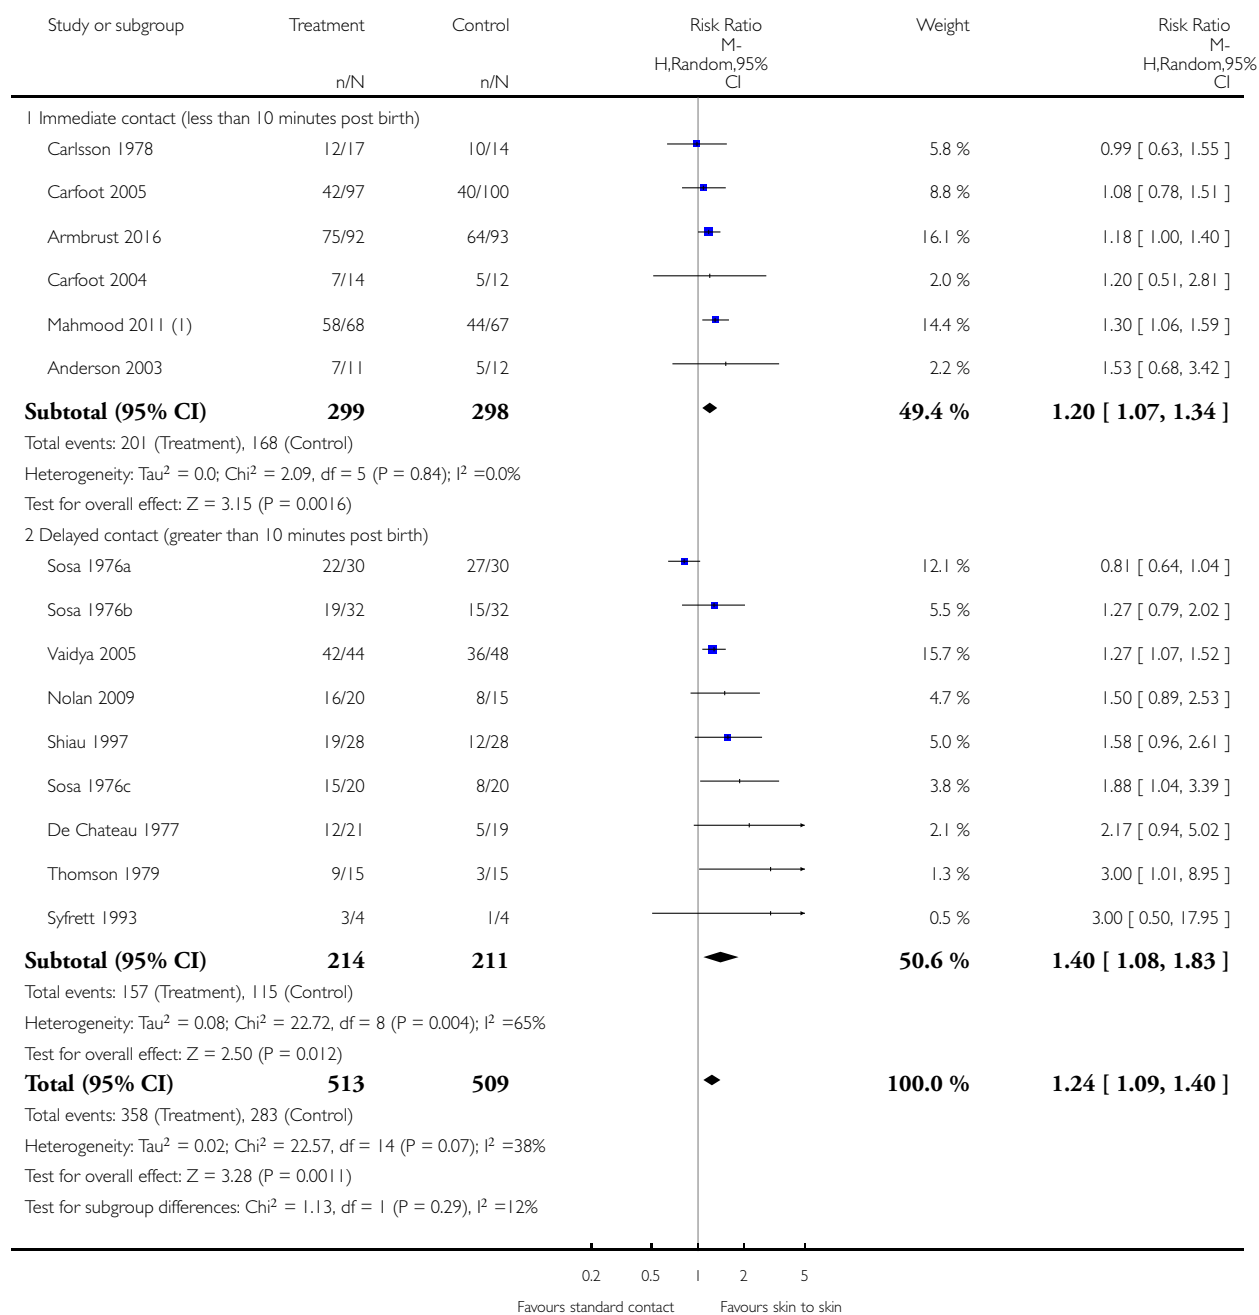 Study or subgroup Treatment Control Risk Ratio Weight Risk Ratio
M- M-
H,Random,95% H,Random,95%
n/N n/N CI CI
1 Immediate contact (less than 10 minutes post birth)
Carlsson 1978 12/17 10/14 5.8 % 0.99 [ 0.63, 1.55 ]
Carfoot 2005 42/97 40/100 8.8 % 1.08 [ 0.78, 1.51 ]
Armbrust 2016 75/92 64/93 16.1 % 1.18 [ 1.00, 1.40 ]
Carfoot 2004 7/14 5/12 2.0 % 1.20 [ 0.51, 2.81 ]
Mahmood 2011 (1) 58/68 44/67 14.4 % 1.30 [ 1.06, 1.59 ]
Anderson 2003 7/11 5/12 2.2 % 1.53 [ 0.68, 3.42 ]
Subtotal (95% CI) 299 298 49.4 % 1.20 [ 1.07, 1.34 ]
Total events: 201 (Treatment), 168 (Control)
Heterogeneity: Tau² = 0.0; Chi² = 2.09, df = 5 (P = 0.84); I² =0.0%
Test for overall effect: Z = 3.15 (P = 0.0016)
2 Delayed contact (greater than 10 minutes post birth)
Sosa 1976a 22/30 27/30 12.1 % 0.81 [ 0.64, 1.04 ]
Sosa 1976b 19/32 15/32 5.5 % 1.27 [ 0.79, 2.02 ]
Vaidya 2005 42/44 36/48 15.7 % 1.27 [ 1.07, 1.52 ]
Nolan 2009 16/20 8/15 4.7 % 1.50 [ 0.89, 2.53 ]
Shiau 1997 19/28 12/28 5.0 % 1.58 [ 0.96, 2.61 ]
Sosa 1976c 15/20 8/20 3.8 % 1.88 [ 1.04, 3.39 ]
De Chateau 1977 12/21 5/19 2.1 % 2.17 [ 0.94, 5.02 ]
Thomson 1979 9/15 3/15 1.3 % 3.00 [ 1.01, 8.95 ]
Syfrett 1993 3/4 1/4 0.5 % 3.00 [ 0.50, 17.95 ]
Subtotal (95% CI) 214 211 50.6 % 1.40 [ 1.08, 1.83 ]
Total events: 157 (Treatment), 115 (Control)
Heterogeneity: Tau² = 0.08; Chi² = 22.72, df = 8 (P = 0.004); I² =65%
Test for overall effect: Z = 2.50 (P = 0.012)
Total (95% CI) 513 509 100.0 % 1.24 [ 1.09, 1.40 ]
Total events: 358 (Treatment), 283 (Control)
Heterogeneity: Tau² = 0.02; Chi² = 22.57, df = 14 (P = 0.07); I² =38%
Test for overall effect: Z = 3.28 (P = 0.0011)
Test for subgroup differences: Chi² = 1.13, df = 1 (P = 0.29), I² =12%
0.2 0.5 1 2 5
Favours standard contact Favours skin to skin